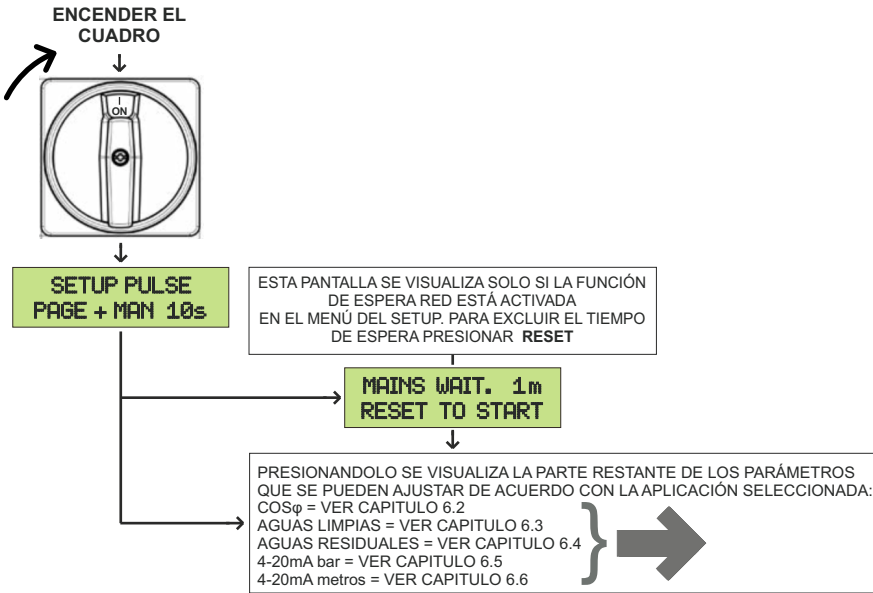 ENCENDER EL
CUADRO
I
ON
SETUP PULSE
PAGE + MAN 10s
ESTA PANTALLA SE VISUALIZA SOLO SI LA FUNCIÓN
DE ESPERA RED ESTÁ ACTIVADA
EN EL MENÚ DEL SETUP. PARA EXCLUIR EL TIEMPO
DE ESPERA PRESIONAR RESET
MAINS WAIT. 1m
RESET TO START
PRESIONANDOLO SE VISUALIZA LA PARTE RESTANTE DE LOS PARÁMETROS
QUE SE PUEDEN AJUSTAR DE ACUERDO CON LA APLICACIÓN SELECCIONADA:
COSφ = VER CAPITULO 6.2
AGUAS LIMPIAS = VER CAPITULO 6.3
AGUAS RESIDUALES = VER CAPITULO 6.4
4-20mA bar = VER CAPITULO 6.5
4-20mA metros = VER CAPITULO 6.6